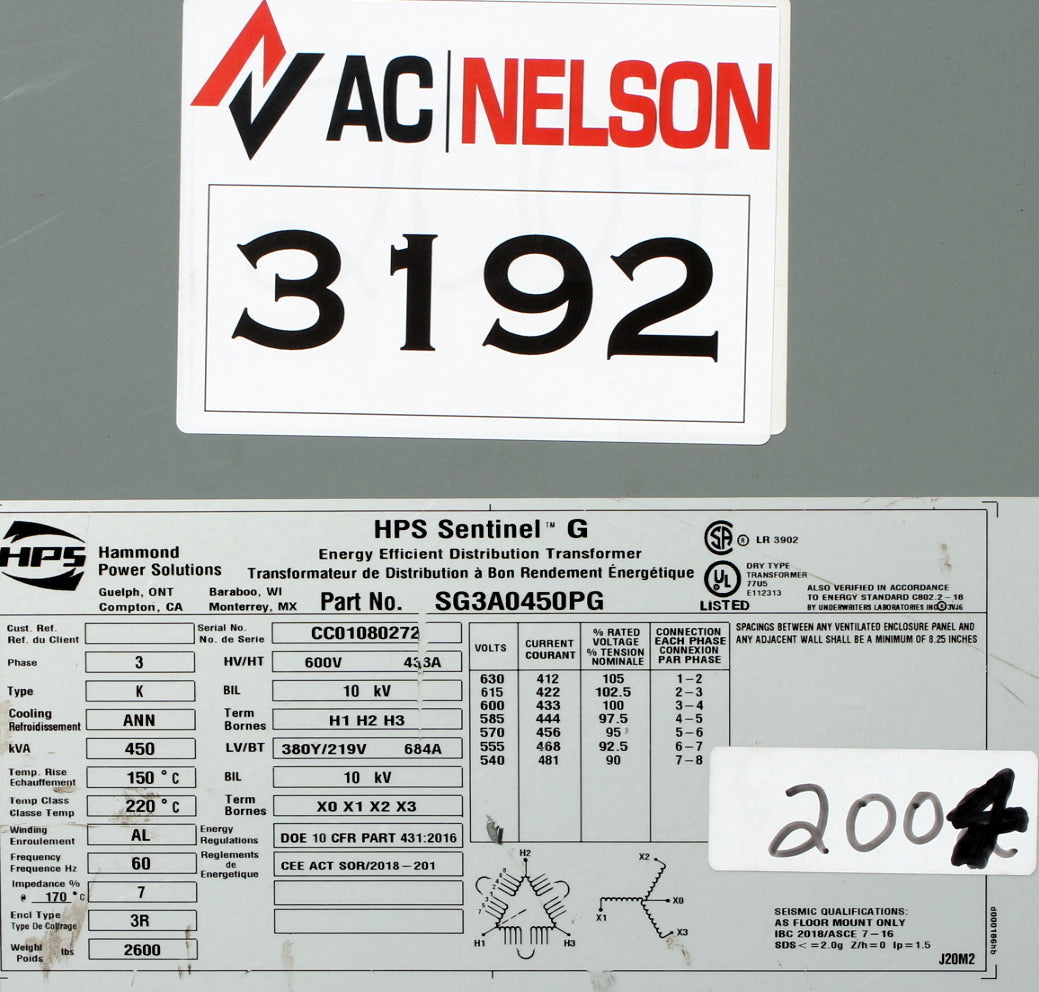 AC NELSON
3192
HPS
Hammond
Power Solutions
Guelph, ONT Baraboo, WI
Compton, CA Monterrey, MX
HPS Sentinel™ G
Energy Efficient Distribution Transformer
Transformateur de Distribution à Bon Rendement Énergétique
Part No. SG3A0450PG
SA LR 3902
UL LISTED
DRY TYPE
TRANSFORMER
77U5
E112313
ALSO VERIFIED IN ACCORDANCE
TO ENERGY STANDARD C802.2-18
BY UNDERWRITERS LABORATORIES INC
Cust. Ref.
Ref. du Client
Serial No.
No. de Serie CC01080272
Phase 3 HV/HT 600V 433A
Type K BIL 10 kV
Cooling
Refroidissement ANN Term
Bornes H1 H2 H3
kVA 450 LV/BT 380Y/219V 684A
Temp. Rise
Echauffement 150 °C BIL 10 kV
Temp Class
Classe Temp 220 °C Term
Bornes X0 X1 X2 X3
Winding
Enroulement AL Energy
Regulations DOE 10 CFR PART 431:2016
Frequency
Frequence Hz 60 Reglements
de
Energetique CEE ACT SOR/2018-201
Impedance %
@ 170 °C 7
Encl Type
Type De Coffrage 3R
Weight
Poids lbs 2600
VOLTS CURRENT
COURANT % RATED
VOLTAGE
% TENSION
NOMINALE CONNECTION
EACH PHASE
CONNEXION
PAR PHASE
630 412 105 1-2
615 422 102.5 2-3
600 433 100 3-4
585 444 97.5 4-5
570 456 95 5-6
555 468 92.5 6-7
540 481 90 7-8
SPACINGS BETWEEN ANY VENTILATED ENCLOSURE PANEL AND
ANY ADJACENT WALL SHALL BE A MINIMUM OF 8.25 INCHES
2004
H2
H1 H3
X2
X0
X1
X3
SEISMIC QUALIFICATIONS:
AS FLOOR MOUNT ONLY
IBC 2018/ASCE 7-16
SDS<=2.0g Z/h=0 Ip=1.5
J20M2